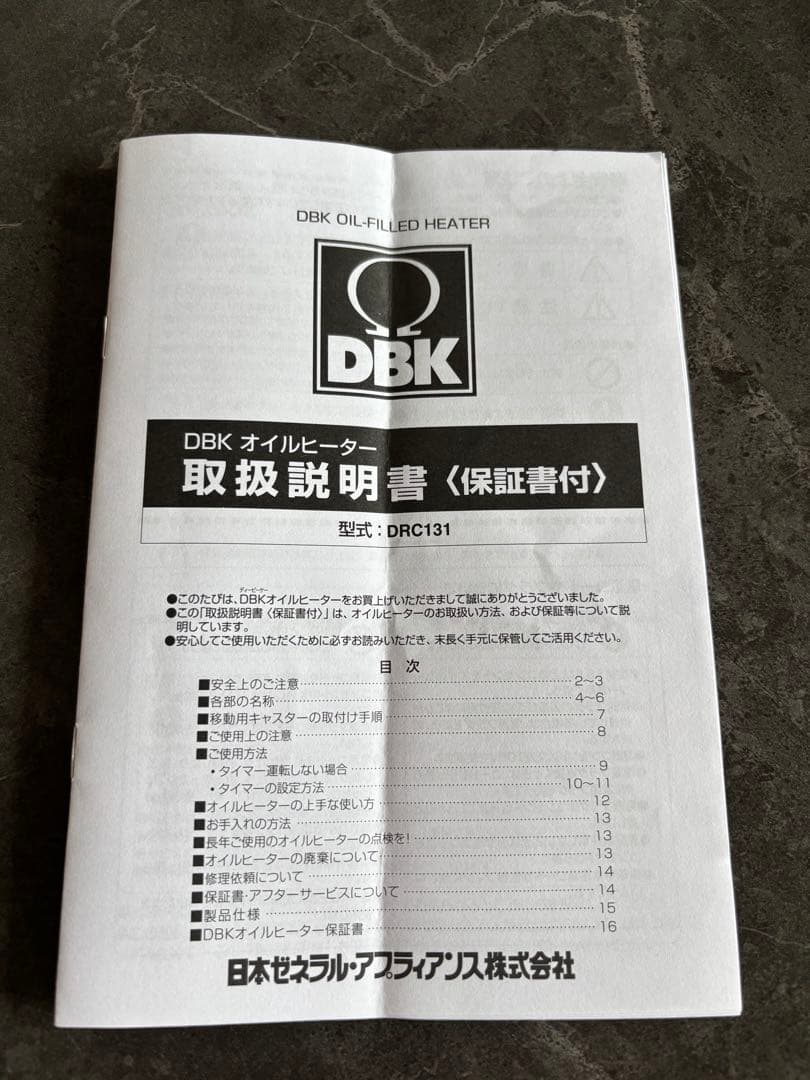 DBK OIL-FILLED HEATER
Ω
DBK
DBK オイルヒーター
取扱説明書〈保証書付〉
型式：DRC131
ディービーケー
●このたびは、DBKオイルヒーターをお買上げいただきまして誠にありがとうございました。
●この「取扱説明書〈保証書付〉」は、オイルヒーターのお取扱い方法、および保証等について説
明しています。
●安心してご使用いただくために必ずお読みいただき、末長く手元に保管してご活用ください。
目 次
■安全上のご注意 2〜3
■各部の名称 4〜6
■移動用キャスターの取付け手順 7
■ご使用上の注意 8
■ご使用方法
・タイマー運転しない場合 9
・タイマーの設定方法 10〜11
■オイルヒーターの上手な使い方 12
■お手入れの方法 13
■長年ご使用のオイルヒーターの点検を! 13
■オイルヒーターの廃棄について 13
■修理依頼について 14
■保証書・アフターサービスについて 14
■製品仕様 15
■DBKオイルヒーター保証書 16
日本ゼネラル・アプライアンス株式会社